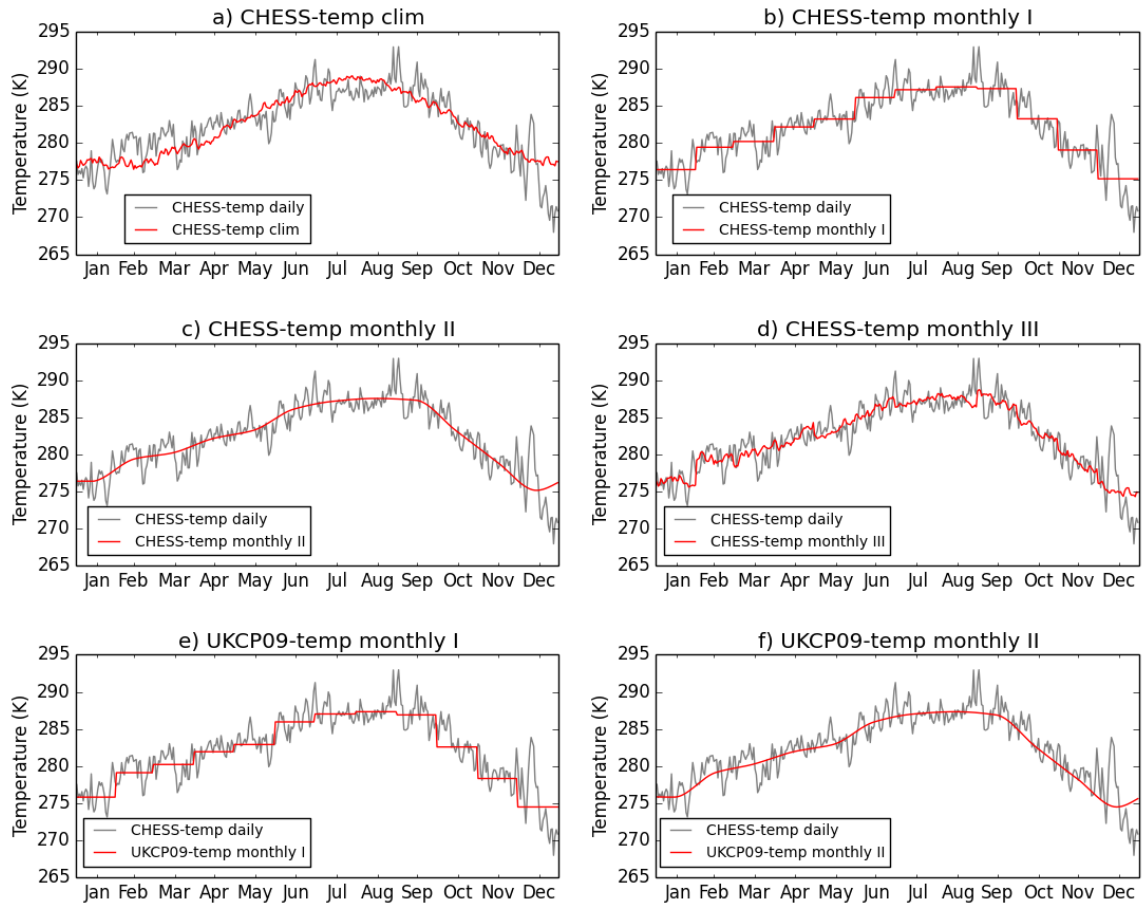 a) CHESS-temp clim
295
290
285
280
275
270
265
Temperature (K)
CHESS-temp daily
CHESS-temp clim
Jan Feb Mar Apr May Jun Jul Aug Sep Oct Nov Dec
b) CHESS-temp monthly I
295
290
285
280
275
270
265
Temperature (K)
CHESS-temp daily
CHESS-temp monthly I
Jan Feb Mar Apr May Jun Jul Aug Sep Oct Nov Dec
c) CHESS-temp monthly II
295
290
285
280
275
270
265
Temperature (K)
CHESS-temp daily
CHESS-temp monthly II
Jan Feb Mar Apr May Jun Jul Aug Sep Oct Nov Dec
d) CHESS-temp monthly III
295
290
285
280
275
270
265
Temperature (K)
CHESS-temp daily
CHESS-temp monthly III
Jan Feb Mar Apr May Jun Jul Aug Sep Oct Nov Dec
e) UKCP09-temp monthly I
295
290
285
280
275
270
265
Temperature (K)
CHESS-temp daily
UKCP09-temp monthly I
Jan Feb Mar Apr May Jun Jul Aug Sep Oct Nov Dec
f) UKCP09-temp monthly II
295
290
285
280
275
270
265
Temperature (K)
CHESS-temp daily
UKCP09-temp monthly II
Jan Feb Mar Apr May Jun Jul Aug Sep Oct Nov Dec